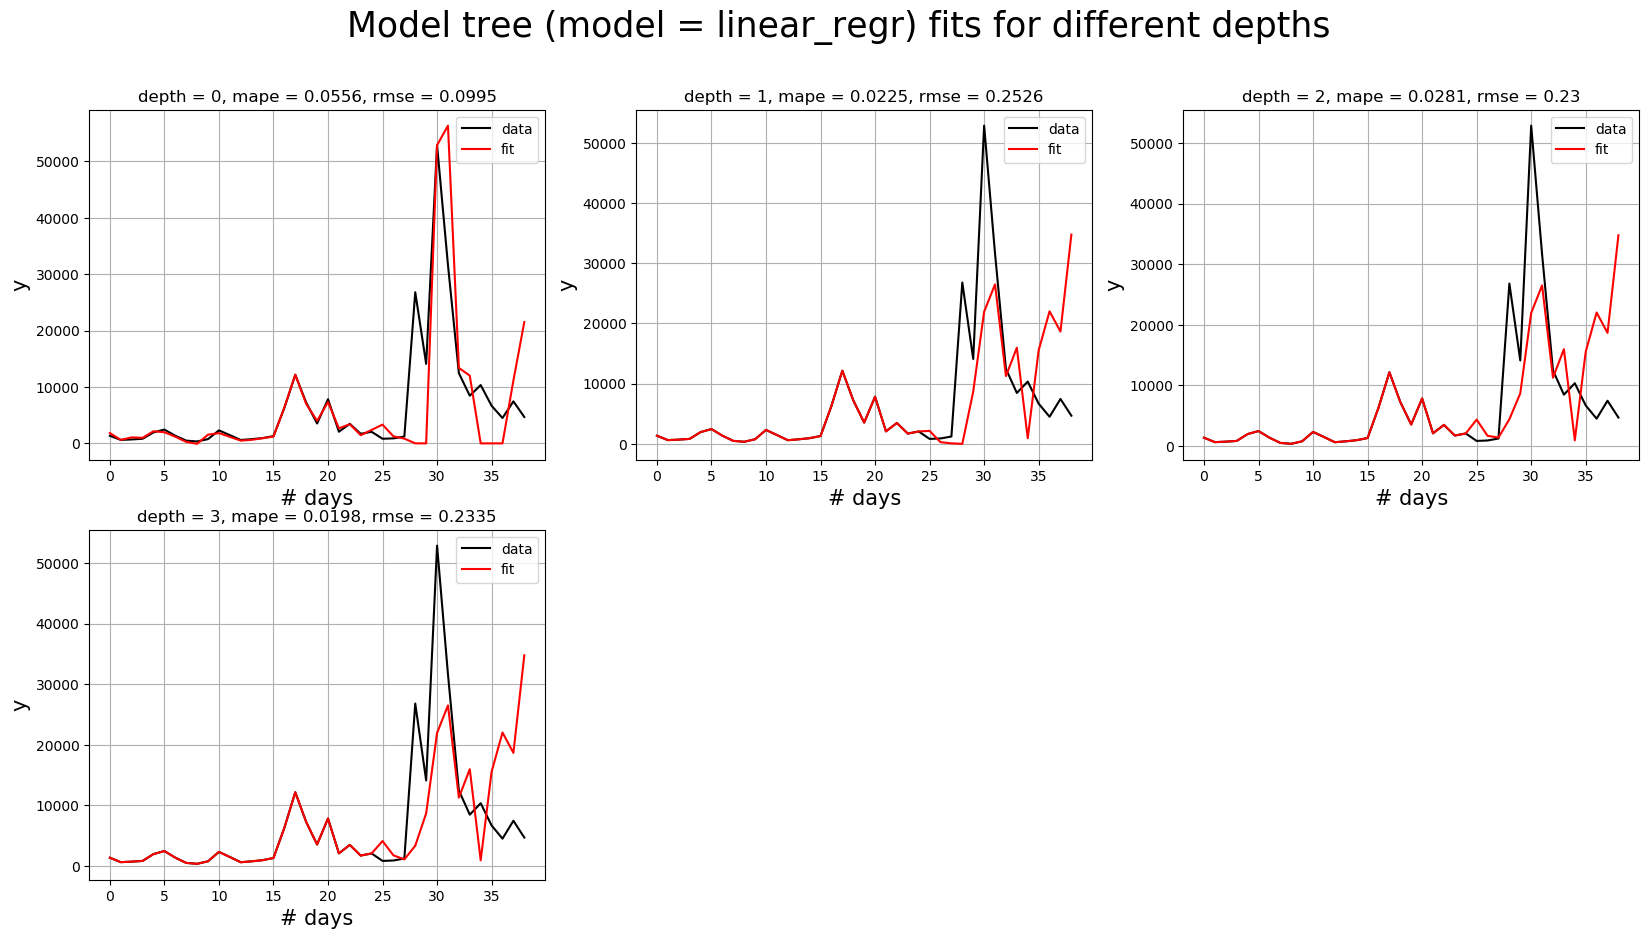 Model tree (model = linear_regr) fits for different depths
depth = 0, mape = 0.0556, rmse = 0.0995
data
fit
50000
40000
30000
20000
10000
0
y
0 5 10 15 20 25 30 35
# days
depth = 1, mape = 0.0225, rmse = 0.2526
data
fit
50000
40000
30000
20000
10000
0
y
0 5 10 15 20 25 30 35
# days
depth = 2, mape = 0.0281, rmse = 0.23
data
fit
50000
40000
30000
20000
10000
0
y
0 5 10 15 20 25 30 35
# days
depth = 3, mape = 0.0198, rmse = 0.2335
data
fit
50000
40000
30000
20000
10000
0
y
0 5 10 15 20 25 30 35
# days